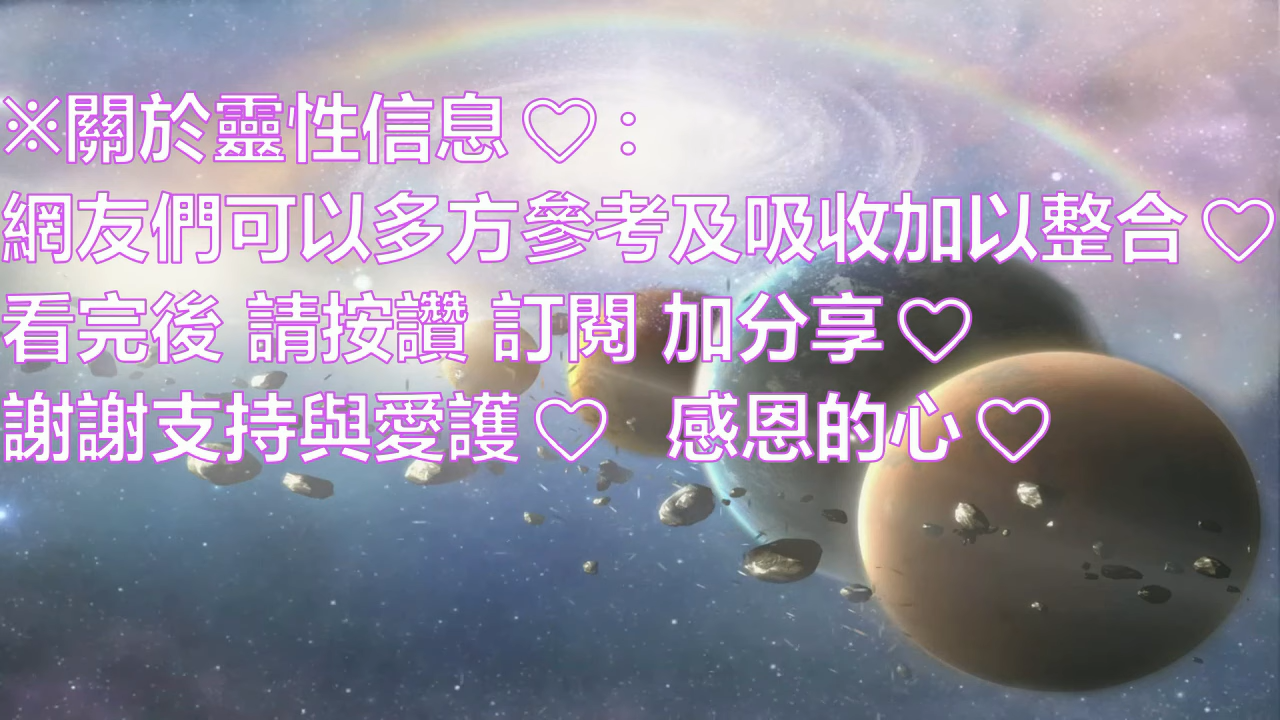 ※關於靈性信息♡：
網友們可以多方參考及吸收加以整合♡
看完後 請按讚 訂閱 加分享♡
謝謝支持與愛護♡ 感恩的心♡